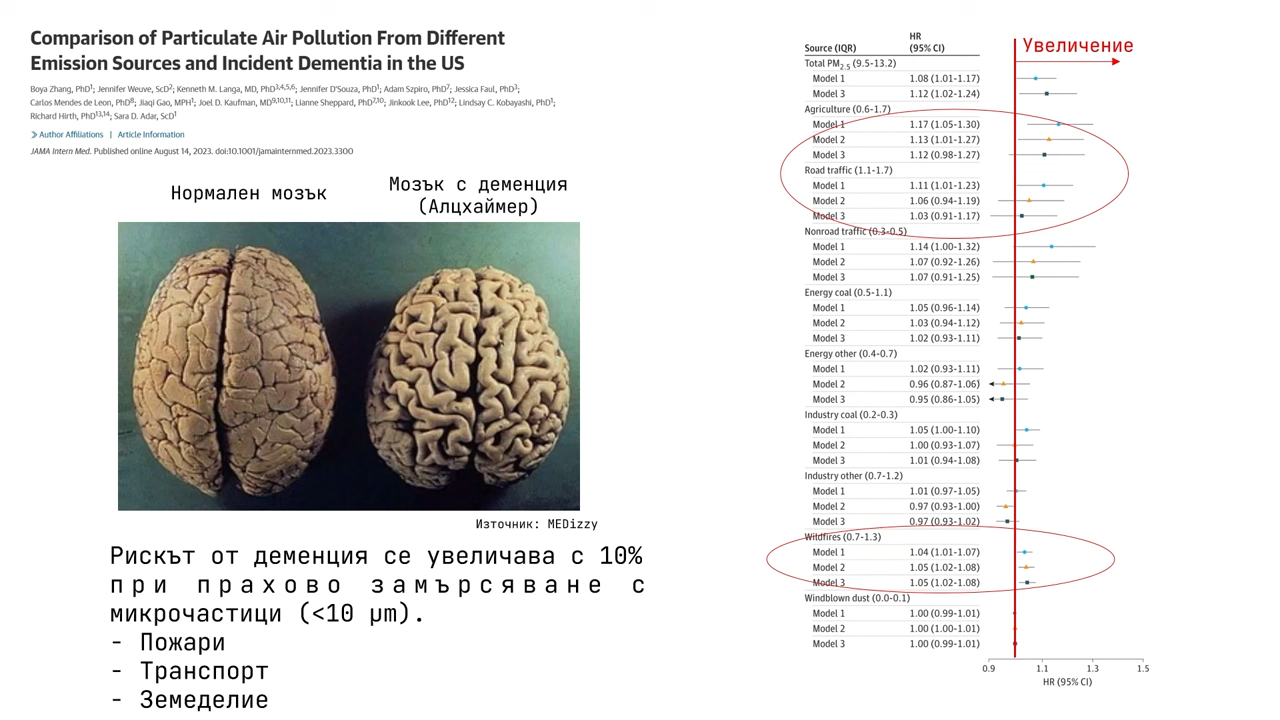 Comparison of Particulate Air Pollution From Different
Emission Sources and Incident Dementia in the US
Boya Zhang, PhD1; Jennifer Weuve, ScD2; Kenneth M. Langa, MD, PhD3,4,5,6; Jennifer D'Souza, PhD1; Adam Szpiro, PhD7; Jessica Faul, PhD3;
Carlos Mendes de Leon, PhD8; Jiaqi Gao, MPH1; Joel D. Kaufman, MD9,10,11; Lianne Sheppard, PhD7,10; Jinkook Lee, PhD12; Lindsay C. Kobayashi, PhD1;
Richard Hirth, PhD13,14; Sara D. Adar, ScD1
Author Affiliations | Article Information
JAMA Intern Med. Published online August 14, 2023. doi:10.1001/jamainternmed.2023.3300
Нормален мозък
Мозък с деменция
(Алцхаймер)
Източник: MEDizzy
Рискът от деменция се увеличава с 10%
при прахово замърсяване с
микрочастици (<10 µm).
- Пожари
- Транспорт
- Земеделие
Увеличение
Source (IQR) HR (95% CI)
Total PM2.5 (9.5-13.2)
Model 1 1.08 (1.01-1.17)
Model 3 1.12 (1.02-1.24)
Agriculture (0.6-1.7)
Model 1 1.17 (1.05-1.30)
Model 2 1.13 (1.01-1.27)
Model 3 1.12 (0.98-1.27)
Road traffic (1.1-1.7)
Model 1 1.11 (1.01-1.23)
Model 2 1.06 (0.94-1.19)
Model 3 1.03 (0.91-1.17)
Nonroad traffic (0.3-0.5)
Model 1 1.14 (1.00-1.32)
Model 2 1.07 (0.92-1.26)
Model 3 1.07 (0.91-1.25)
Energy coal (0.5-1.1)
Model 1 1.05 (0.96-1.14)
Model 2 1.03 (0.94-1.12)
Model 3 1.02 (0.93-1.11)
Energy other (0.4-0.7)
Model 1 1.02 (0.93-1.11)
Model 2 0.96 (0.87-1.06)
Model 3 0.95 (0.86-1.05)
Industry coal (0.2-0.3)
Model 1 1.05 (1.00-1.10)
Model 2 1.00 (0.93-1.07)
Model 3 1.01 (0.94-1.08)
Industry other (0.7-1.2)
Model 1 1.01 (0.97-1.05)
Model 2 0.97 (0.93-1.00)
Model 3 0.97 (0.93-1.02)
Wildfires (0.7-1.3)
Model 1 1.04 (1.01-1.07)
Model 2 1.05 (1.02-1.08)
Model 3 1.05 (1.02-1.08)
Windblown dust (0.0-0.1)
Model 1 1.00 (0.99-1.01)
Model 2 1.00 (1.00-1.01)
Model 3 1.00 (0.99-1.01)
0.9 1.1 1.3 1.5
HR (95% CI)